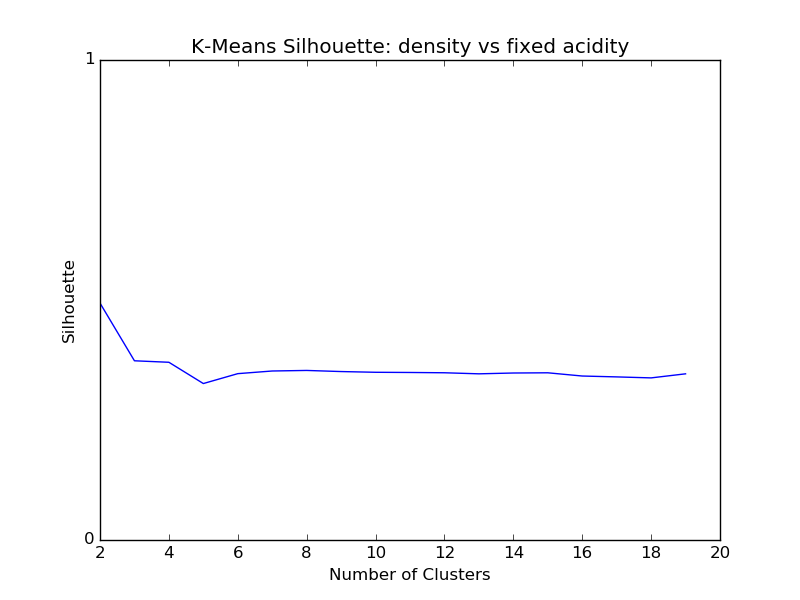 K-Means Silhouette: density vs fixed acidity
1
Silhouette
0
2 4 6 8 10 12 14 16 18 20
Number of Clusters